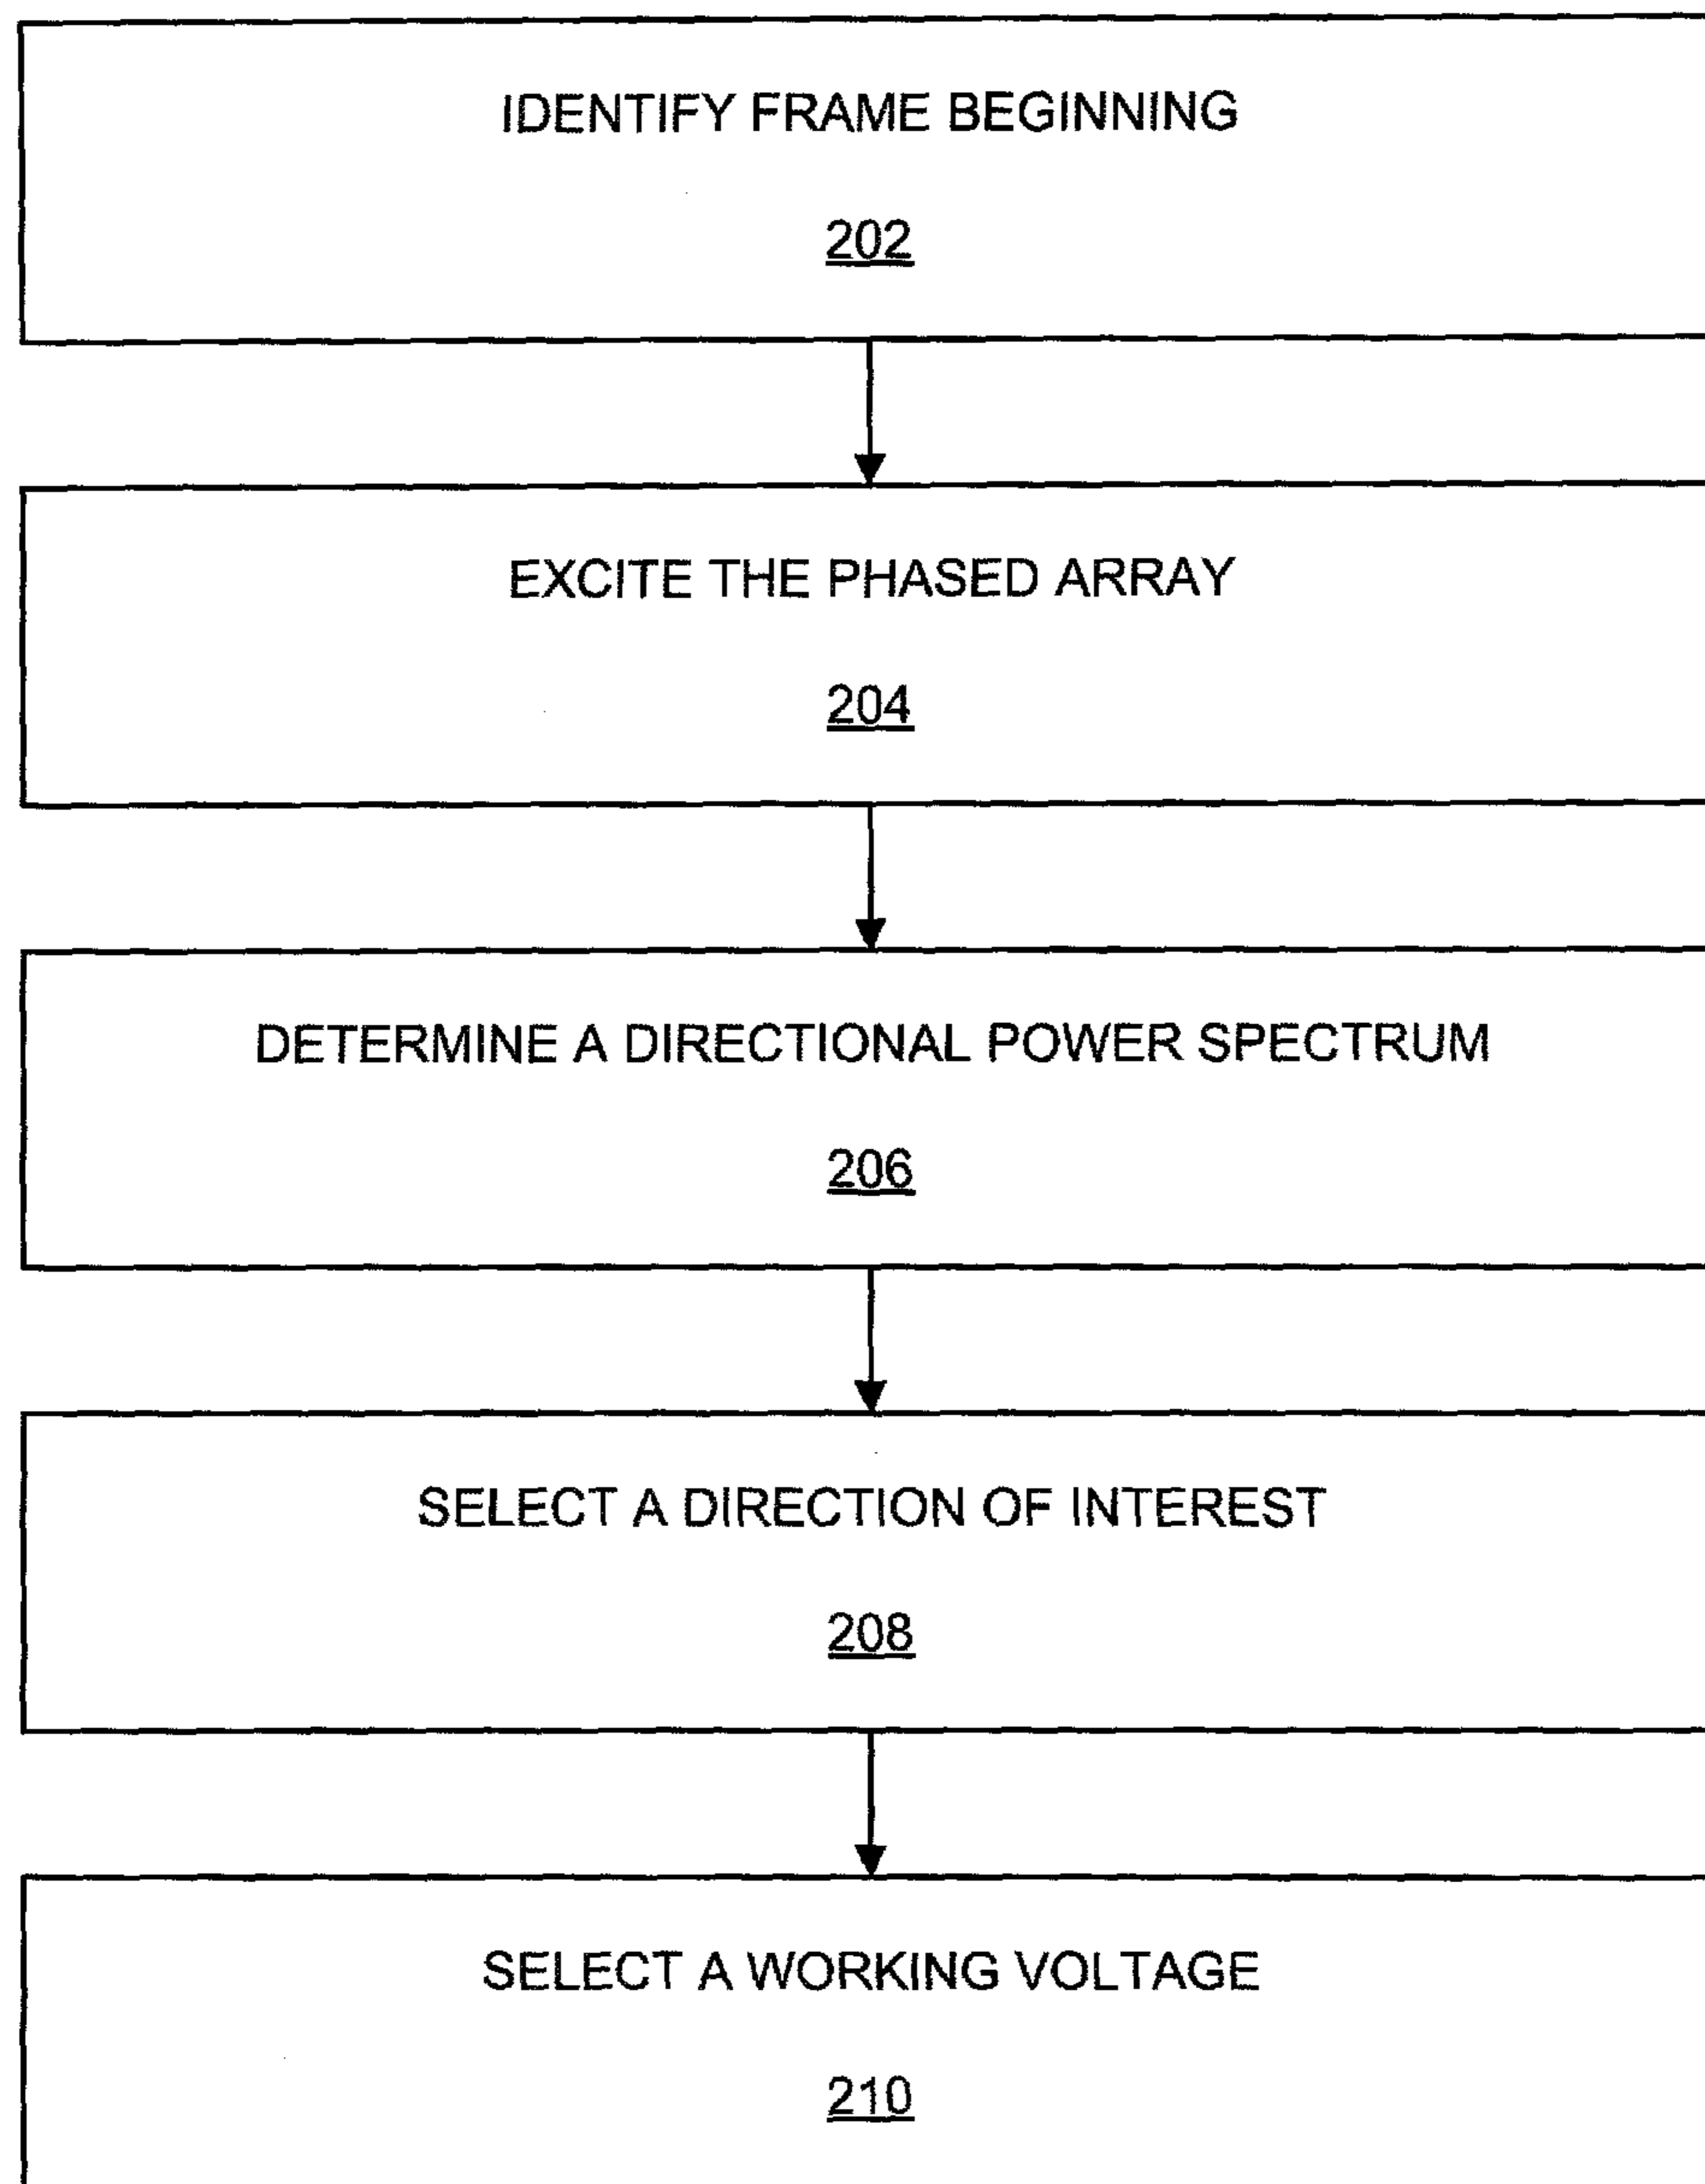 IDENTIFY FRAME BEGINNING
202
EXCITE THE PHASED ARRAY
204
DETERMINE A DIRECTIONAL POWER SPECTRUM
206
SELECT A DIRECTION OF INTEREST
208
SELECT A WORKING VOLTAGE
210